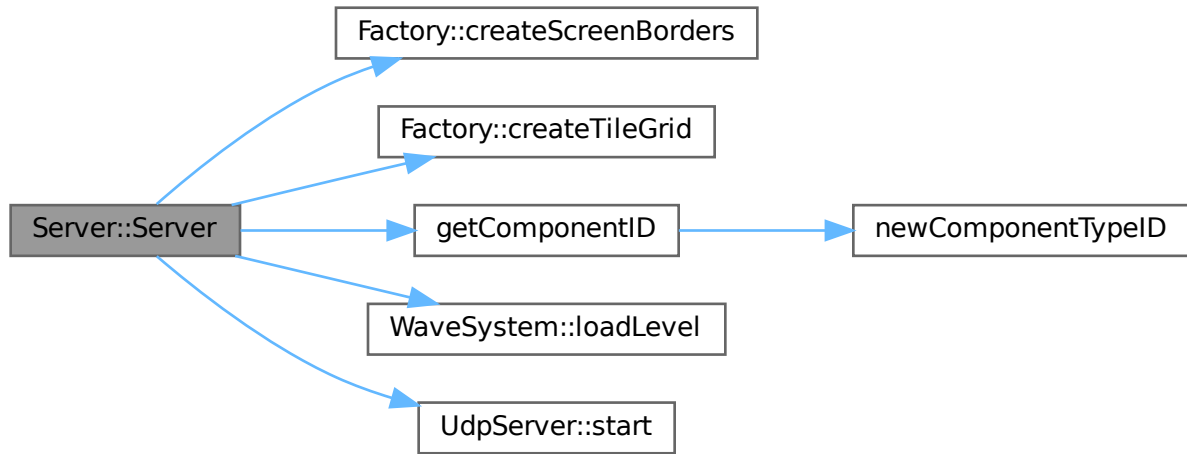 Factory::createScreenBorders
Factory::createTileGrid
Server::Server
getComponentID
newComponentTypeID
WaveSystem::loadLevel
UdpServer::start